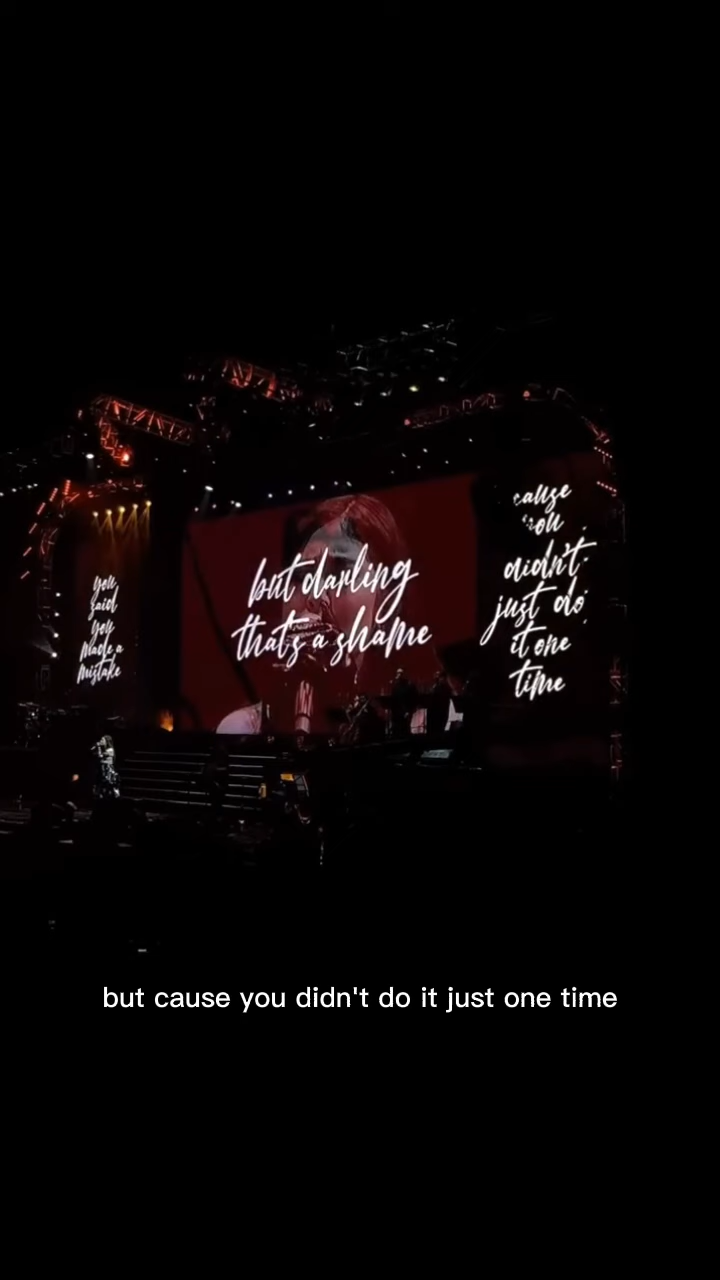 you
said
you
made a
mistake
but darling
that's a shame
cause
you
didn't
just do
it one
time
but cause you didn't do it just one time